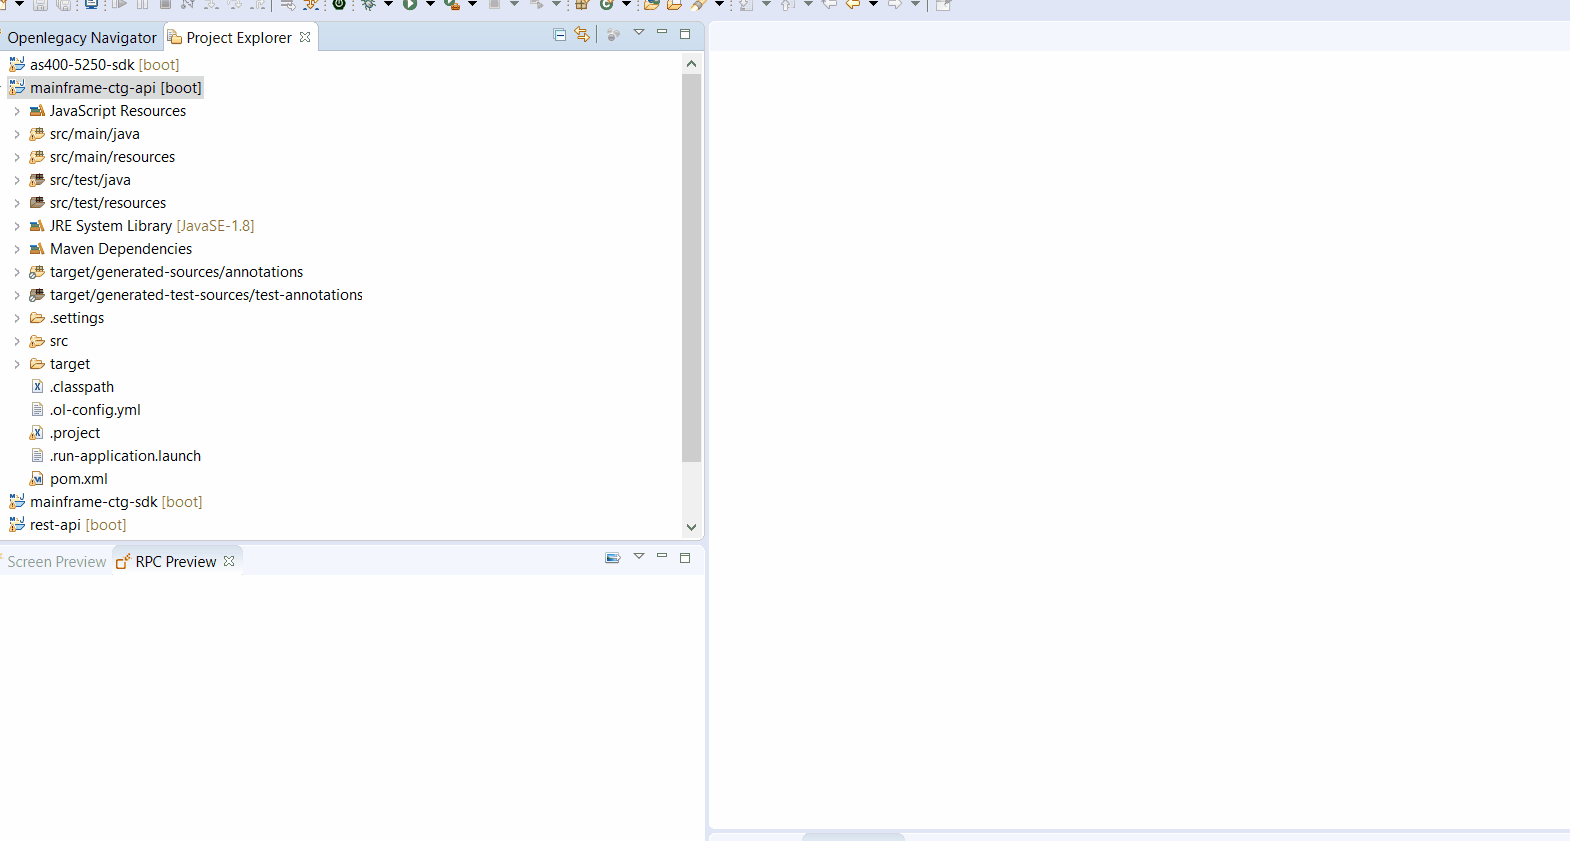 Openlegacy Navigator Project Explorer
as400-5250-sdk [boot]
mainframe-ctg-api [boot]
JavaScript Resources
src/main/java
src/main/resources
src/test/java
src/test/resources
JRE System Library [JavaSE-1.8]
Maven Dependencies
target/generated-sources/annotations
target/generated-test-sources/test-annotations
.settings
src
target
.classpath
.ol-config.yml
.project
.run-application.launch
pom.xml
mainframe-ctg-sdk [boot]
rest-api [boot]
Screen Preview RPC Preview